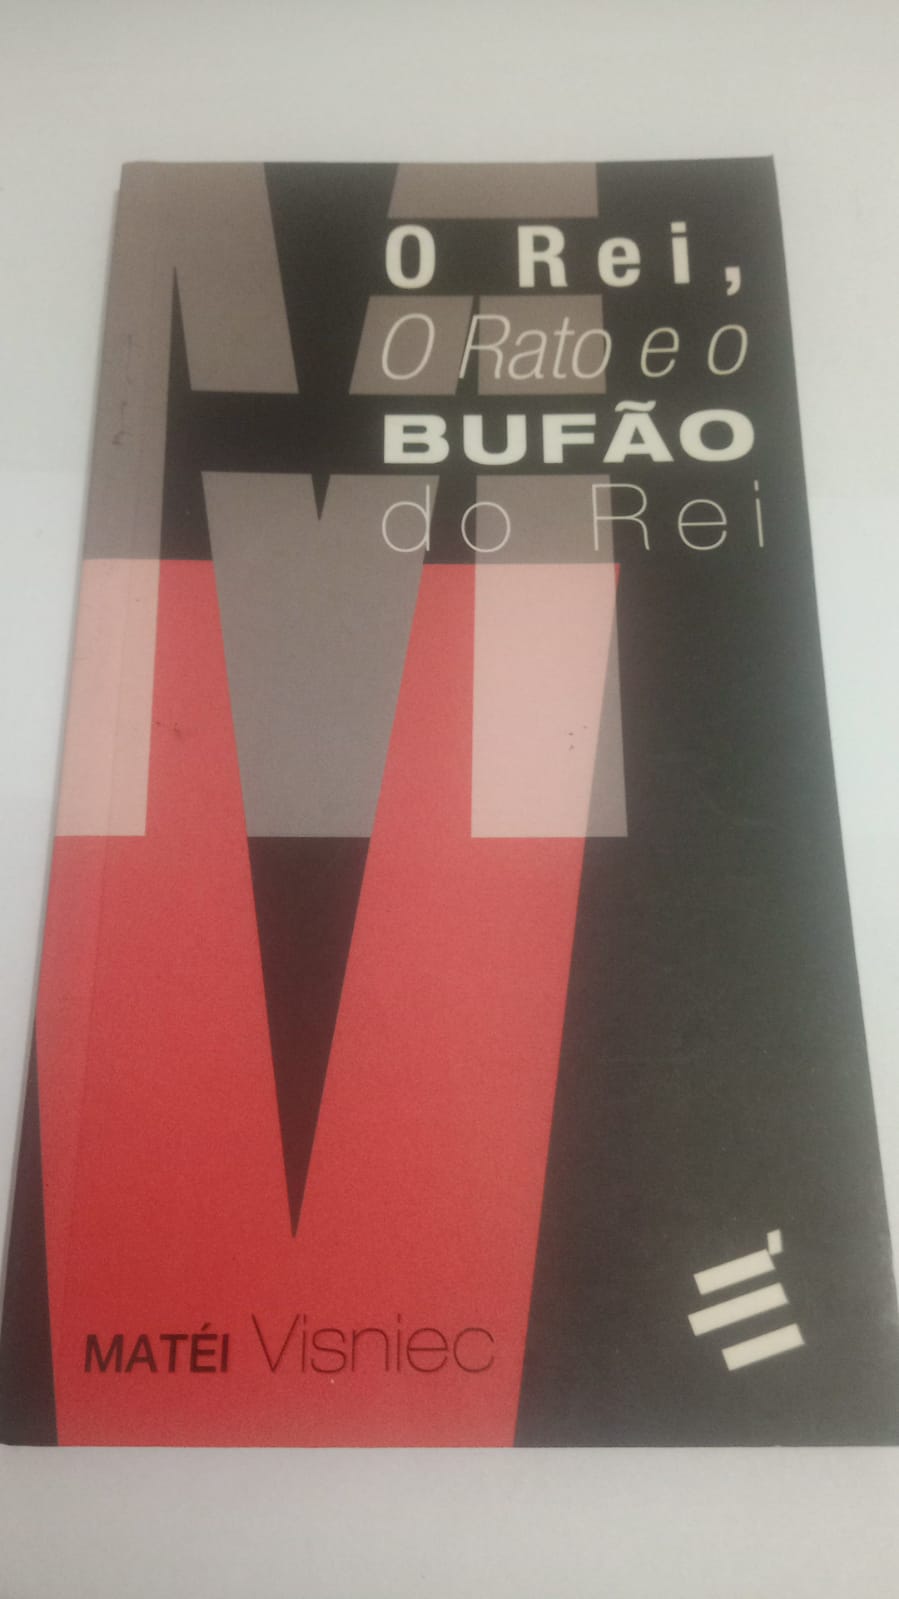 O Rei,
O Rato e o
BUFÃO
do Rei
MATÉI Visniec